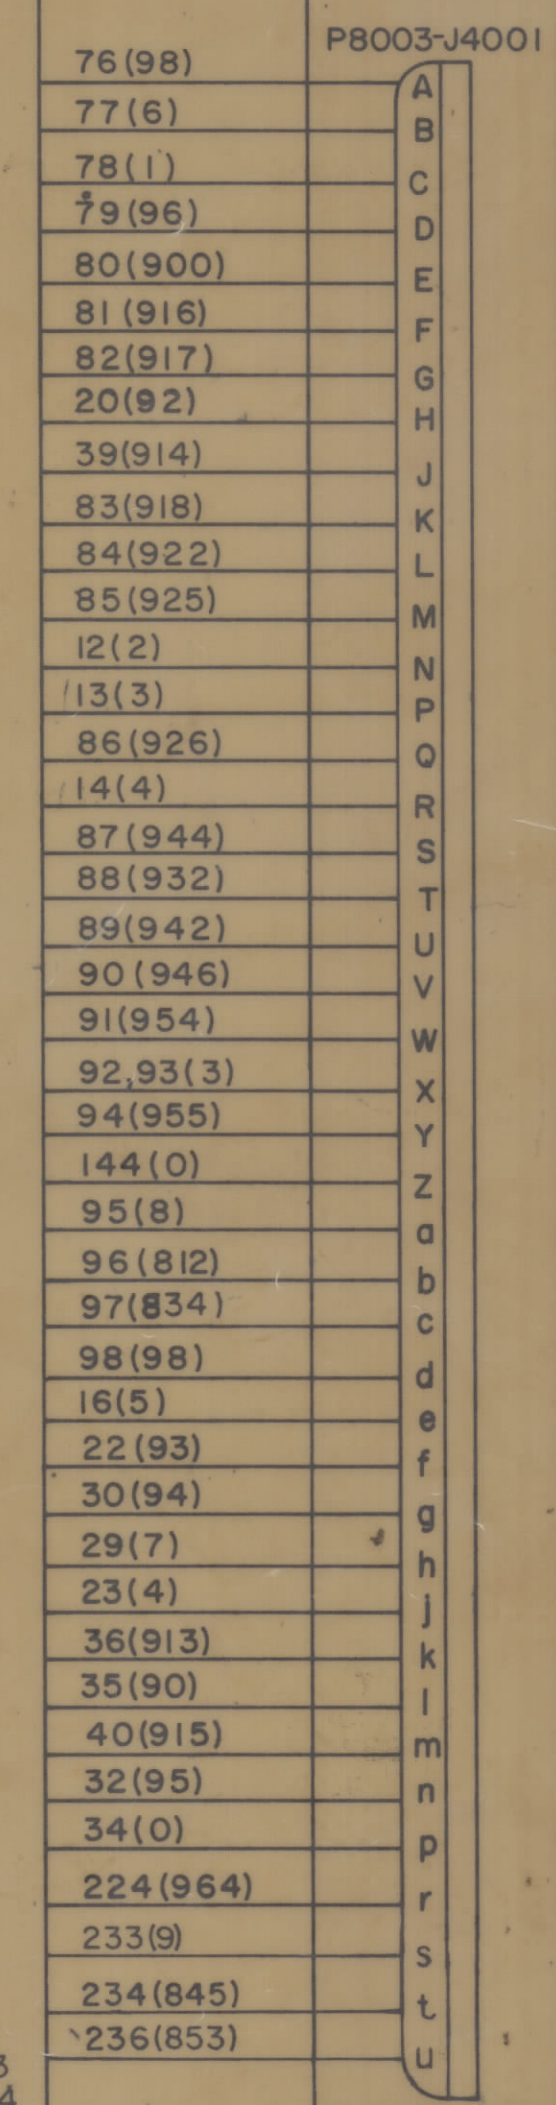 P8003-J4001
76(98) A
77(6) B
78(1) C
79(96) D
80(900) E
81(916) F
82(917) G
20(92) H
39(914) J
83(918) K
84(922) L
85(925) M
12(2) N
13(3) P
86(926) Q
14(4) R
87(944) S
88(932) T
89(942) U
90(946) V
91(954) W
92,93(3) X
94(955) Y
144(0) Z
95(8) a
96(812) b
97(834) c
98(98) d
16(5) e
22(93) f
30(94) g
29(7) h
23(4) j
36(913) k
35(90) l
40(915) m
32(95) n
34(0) p
224(964) r
233(9) s
234(845) t
236(853) u
3
4